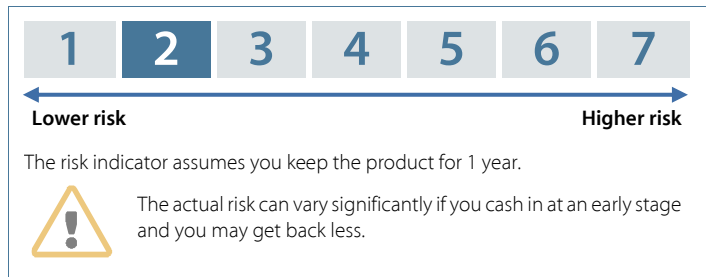 1 2 3 4 5 6 7
Lower risk Higher risk
The risk indicator assumes you keep the product for 1 year.
The actual risk can vary significantly if you cash in at an early stage
and you may get back less.